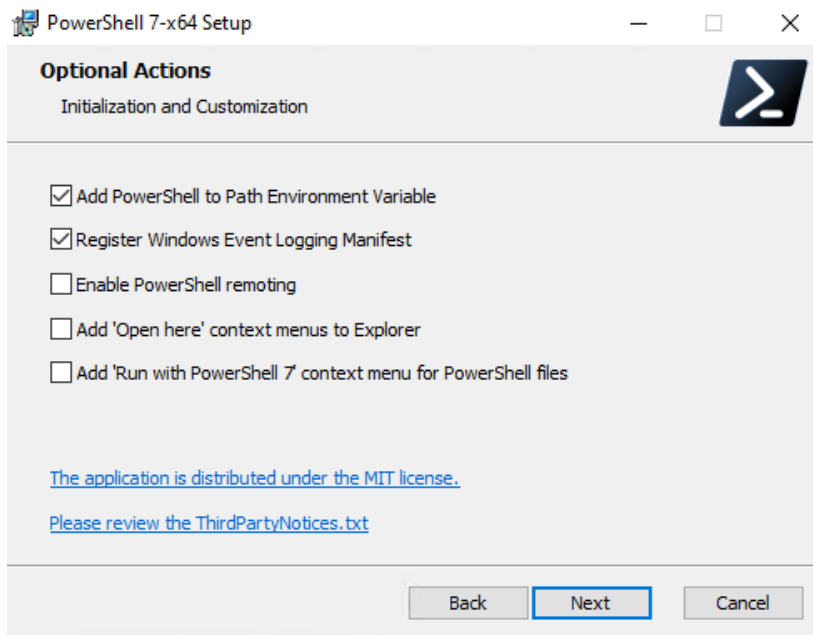 PowerShell 7-x64 Setup
Optional Actions
Initialization and Customization
Add PowerShell to Path Environment Variable
Register Windows Event Logging Manifest
Enable PowerShell remoting
Add 'Open here' context menus to Explorer
Add 'Run with PowerShell 7' context menu for PowerShell files
The application is distributed under the MIT license.
Please review the ThirdPartyNotices.txt
Back Next Cancel